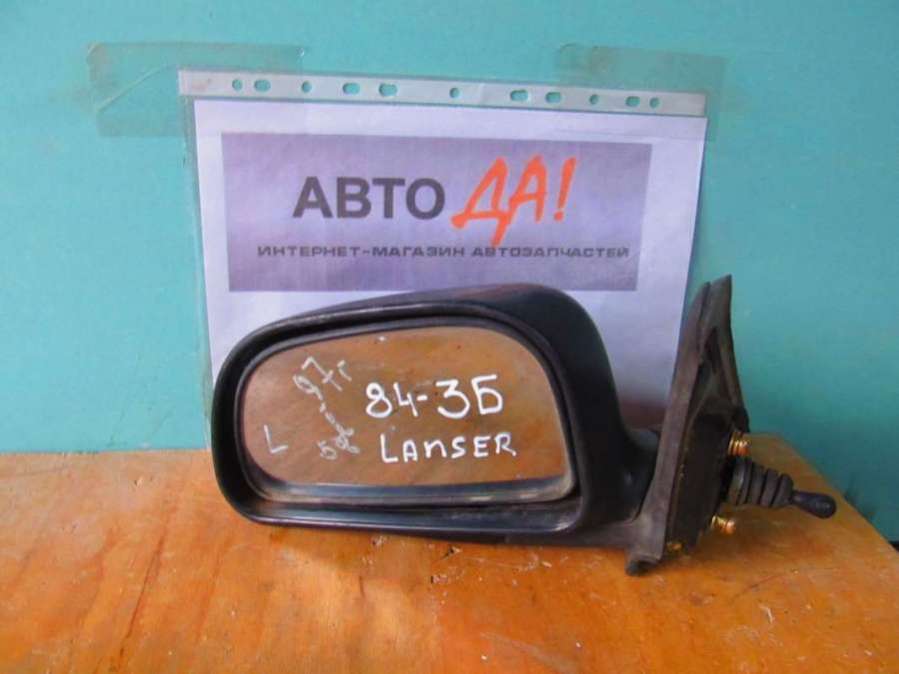 АВТО ДА!
ИНТЕРНЕТ-МАГАЗИН АВТОЗАПЧАСТЕЙ
97г
84-3Б
L
LANSER